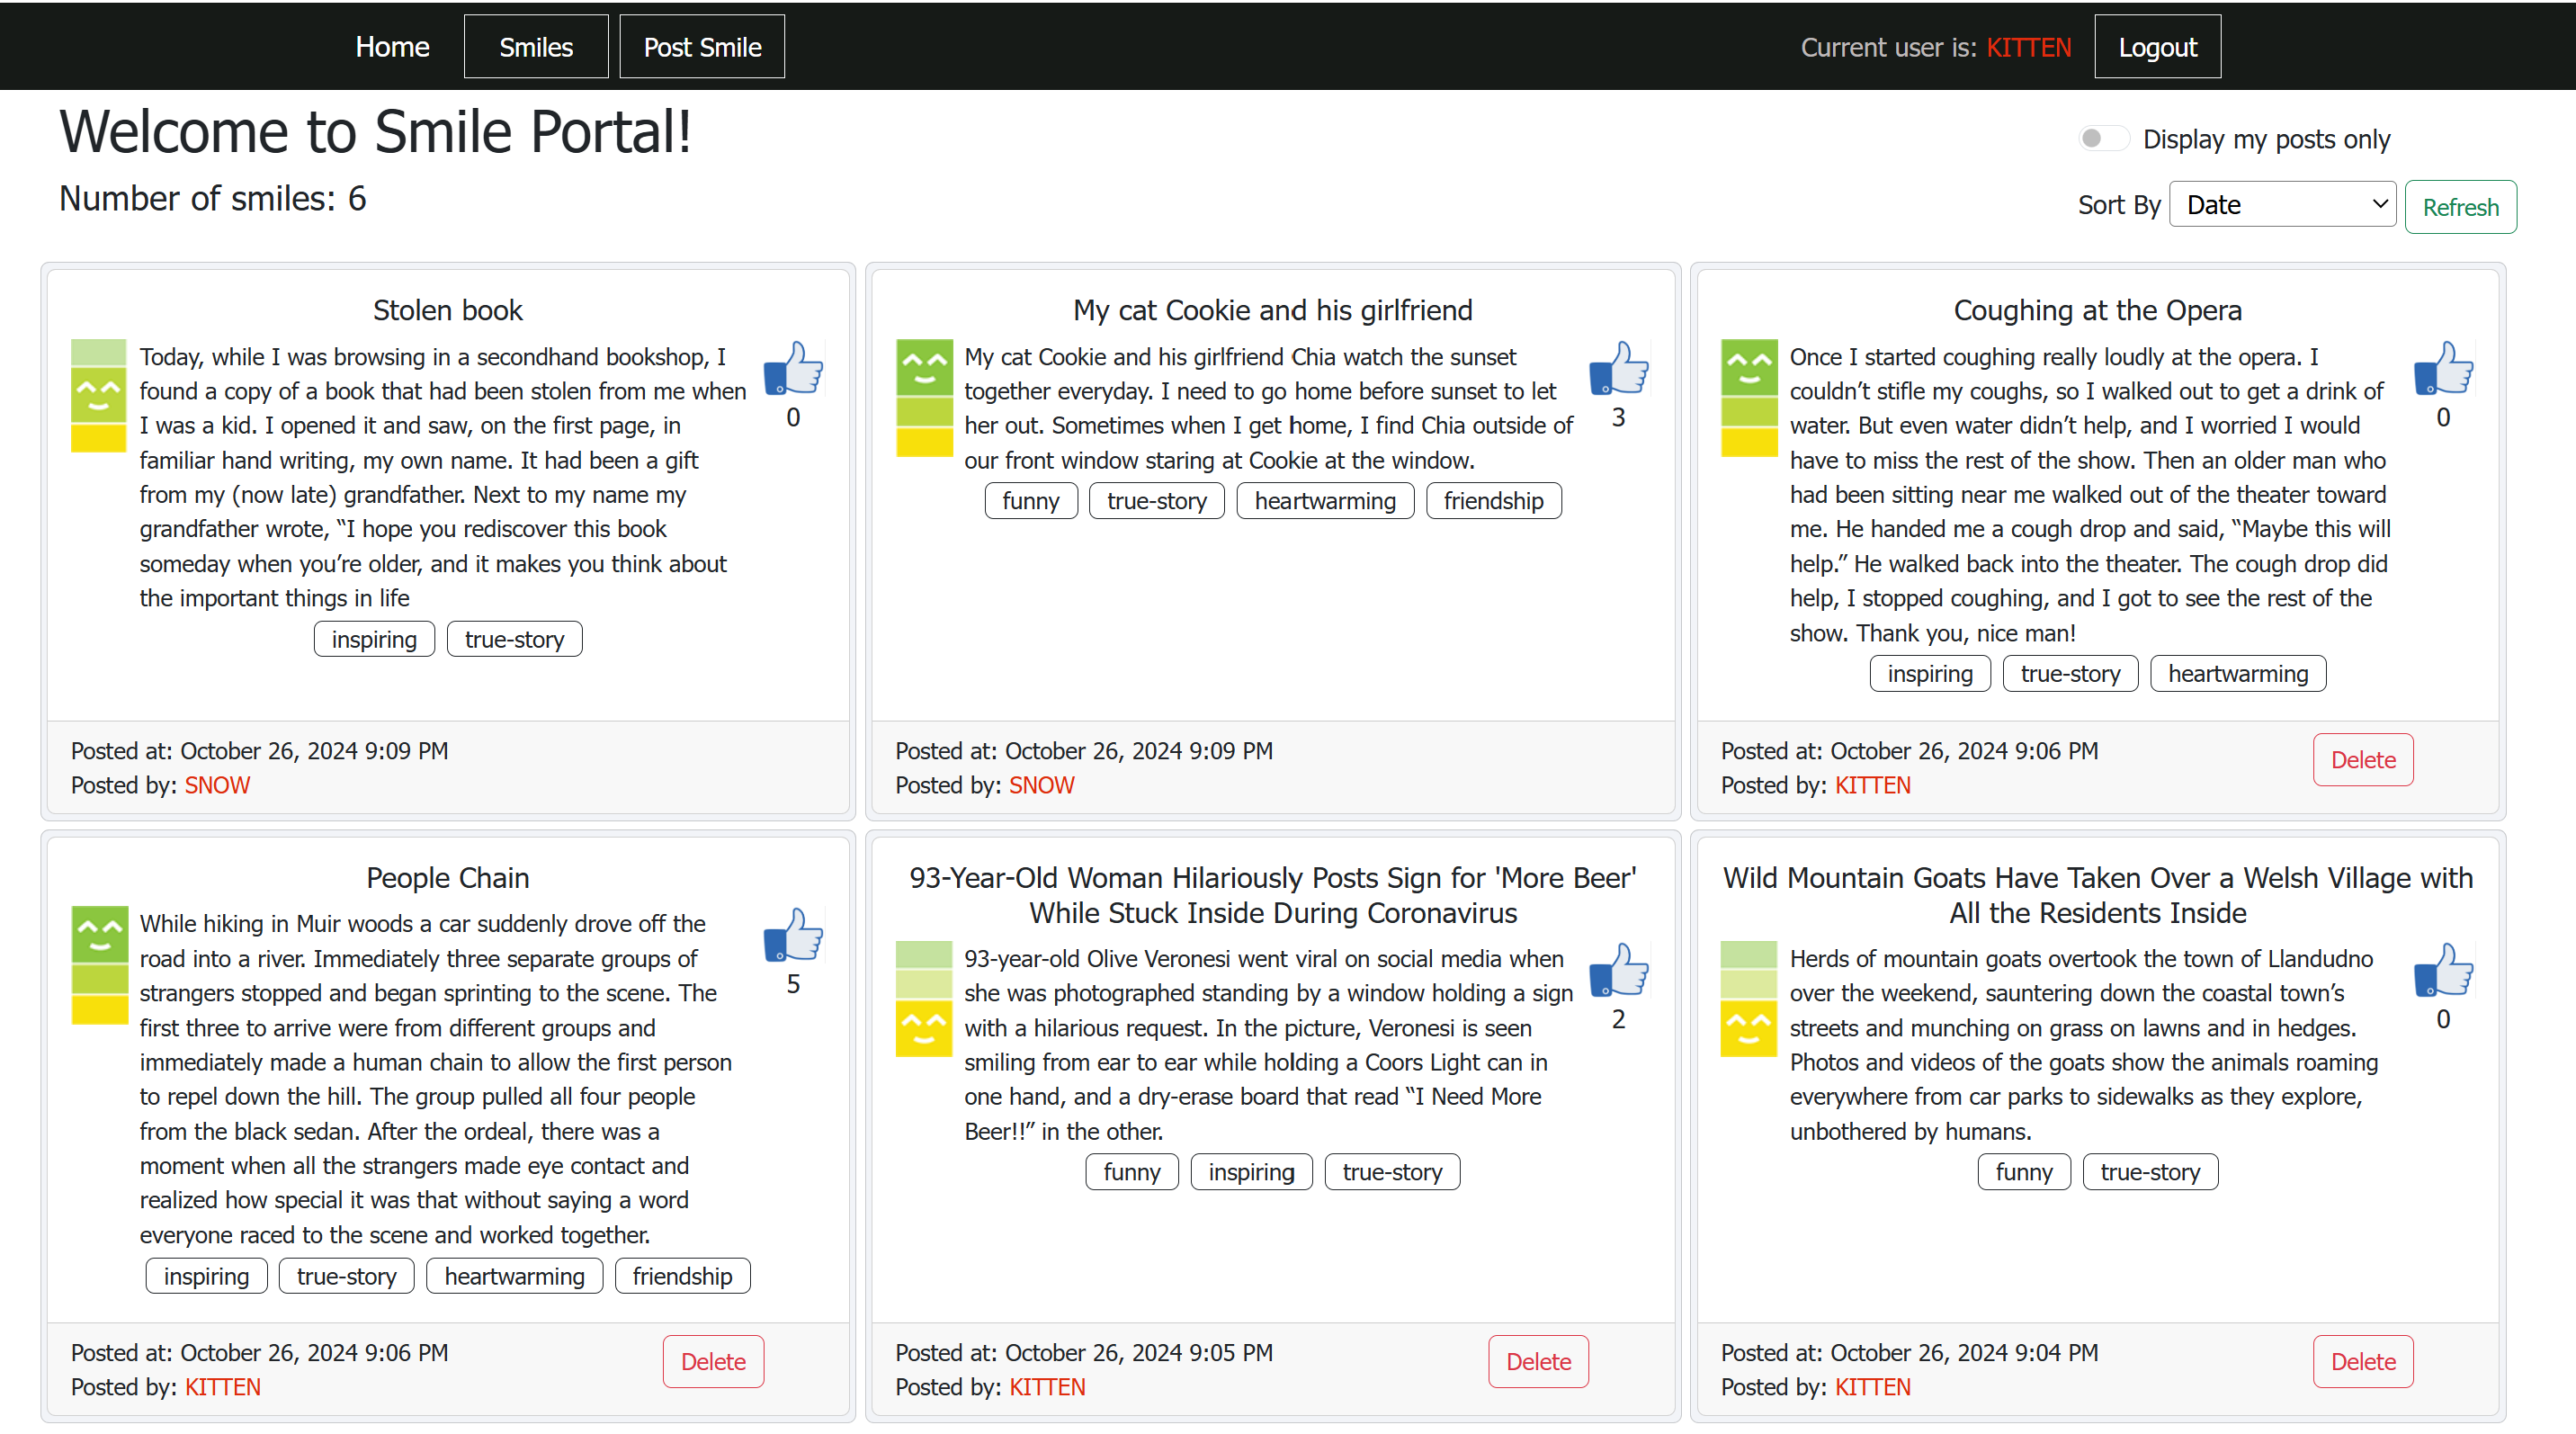 Home Smiles Post Smile Current user is: KITTEN Logout
Welcome to Smile Portal!
Display my posts only
Number of smiles: 6
Sort By Date Refresh
Stolen book
Today, while I was browsing in a secondhand bookshop, I
found a copy of a book that had been stolen from me when
I was a kid. I opened it and saw, on the first page, in
familiar hand writing, my own name. It had been a gift
from my (now late) grandfather. Next to my name my
grandfather wrote, “I hope you rediscover this book
someday when you’re older, and it makes you think about
the important things in life
0
inspiring true-story
Posted at: October 26, 2024 9:09 PM
Posted by: SNOW
My cat Cookie and his girlfriend
My cat Cookie and his girlfriend Chia watch the sunset
together everyday. I need to go home before sunset to let
her out. Sometimes when I get home, I find Chia outside of
our front window staring at Cookie at the window.
3
funny true-story heartwarming friendship
Posted at: October 26, 2024 9:09 PM
Posted by: SNOW
Coughing at the Opera
Once I started coughing really loudly at the opera. I
couldn’t stifle my coughs, so I walked out to get a drink of
water. But even water didn’t help, and I worried I would
have to miss the rest of the show. Then an older man who
had been sitting near me walked out of the theater toward
me. He handed me a cough drop and said, “Maybe this will
help.” He walked back into the theater. The cough drop did
help, I stopped coughing, and I got to see the rest of the
show. Thank you, nice man!
0
inspiring true-story heartwarming
Posted at: October 26, 2024 9:06 PM
Posted by: KITTEN
Delete
People Chain
While hiking in Muir woods a car suddenly drove off the
road into a river. Immediately three separate groups of
strangers stopped and began sprinting to the scene. The
first three to arrive were from different groups and
immediately made a human chain to allow the first person
to repel down the hill. The group pulled all four people
from the black sedan. After the ordeal, there was a
moment when all the strangers made eye contact and
realized how special it was that without saying a word
everyone raced to the scene and worked together.
5
inspiring true-story heartwarming friendship
Posted at: October 26, 2024 9:06 PM
Posted by: KITTEN
Delete
93-Year-Old Woman Hilariously Posts Sign for 'More Beer'
While Stuck Inside During Coronavirus
93-year-old Olive Veronesi went viral on social media when
she was photographed standing by a window holding a sign
with a hilarious request. In the picture, Veronesi is seen
smiling from ear to ear while holding a Coors Light can in
one hand, and a dry-erase board that read “I Need More
Beer!!” in the other.
2
funny inspiring true-story
Posted at: October 26, 2024 9:05 PM
Posted by: KITTEN
Delete
Wild Mountain Goats Have Taken Over a Welsh Village with
All the Residents Inside
Herds of mountain goats overtook the town of Llandudno
over the weekend, sauntering down the coastal town’s
streets and munching on grass on lawns and in hedges.
Photos and videos of the goats show the animals roaming
everywhere from car parks to sidewalks as they explore,
unbothered by humans.
0
funny true-story
Posted at: October 26, 2024 9:04 PM
Posted by: KITTEN
Delete